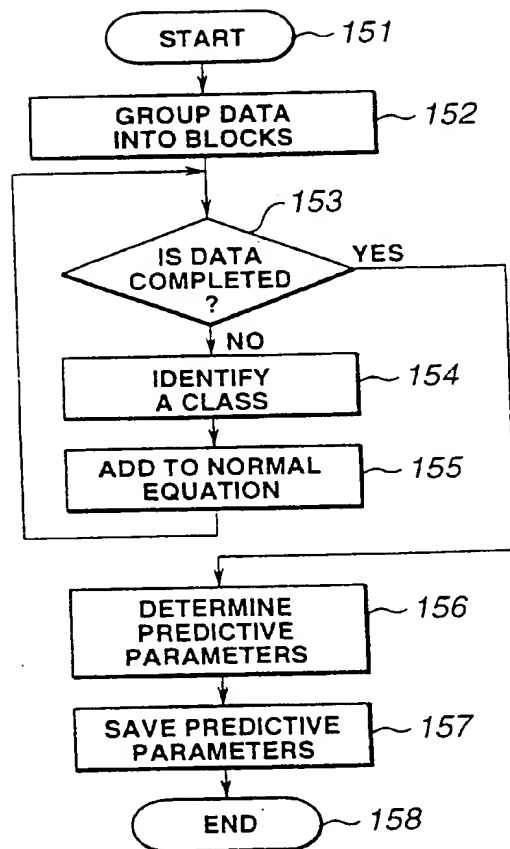 START
151
GROUP DATA
INTO BLOCKS
152
153
IS DATA
COMPLETED
?
YES
NO
IDENTIFY
A CLASS
154
ADD TO NORMAL
EQUATION
155
DETERMINE
PREDICTIVE
PARAMETERS
156
SAVE PREDICTIVE
PARAMETERS
157
END
158